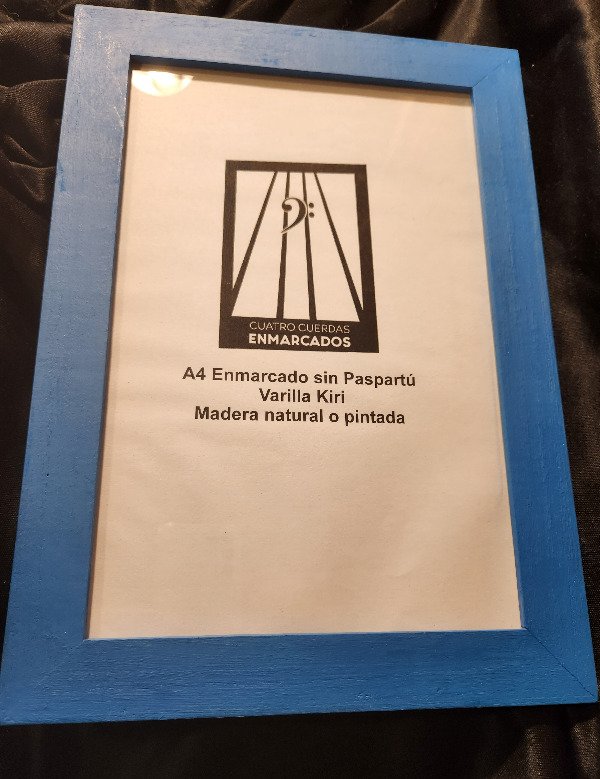 CUATRO CUERDAS
ENMARCADOS
A4 Enmarcado sin Paspartú
Varilla Kiri
Madera natural o pintada